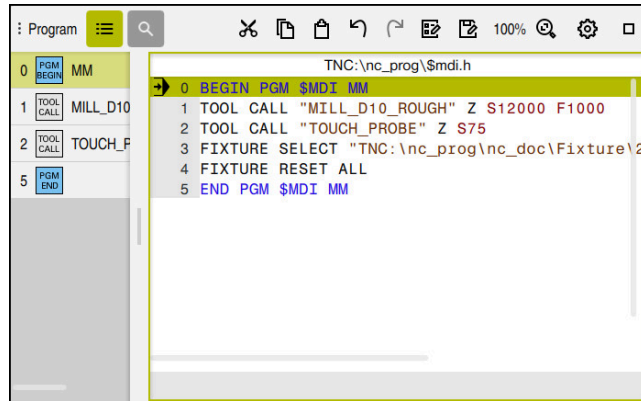 Program
100%
0 PGM BEGIN MM
1 TOOL CALL MILL_D10
2 TOOL CALL TOUCH_P
5 PGM END
TNC:\nc_prog\$mdi.h
0 BEGIN PGM $MDI MM
1 TOOL CALL "MILL_D10_ROUGH" Z S12000 F1000
2 TOOL CALL "TOUCH_PROBE" Z S75
3 FIXTURE SELECT "TNC:\nc_prog\nc_doc\Fixture\2
4 FIXTURE RESET ALL
5 END PGM $MDI MM